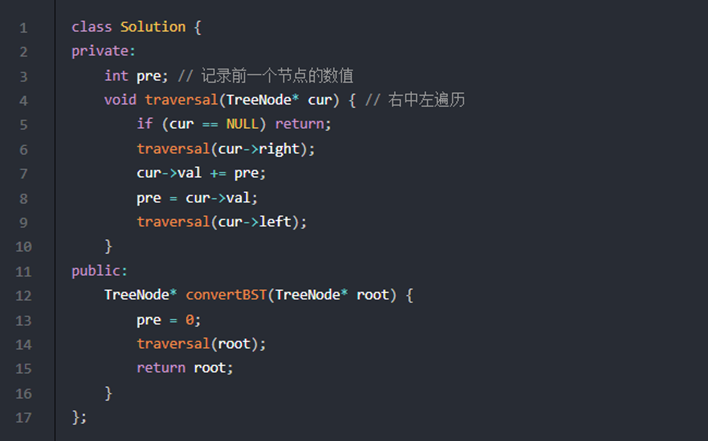 1 class Solution {
2 private:
3     int pre; // 记录前一个节点的数值
4     void traversal(TreeNode* cur) { // 右中左遍历
5         if (cur == NULL) return;
6         traversal(cur->right);
7         cur->val += pre;
8         pre = cur->val;
9         traversal(cur->left);
10     }
11 public:
12     TreeNode* convertBST(TreeNode* root) {
13         pre = 0;
14         traversal(root);
15         return root;
16     }
17 };